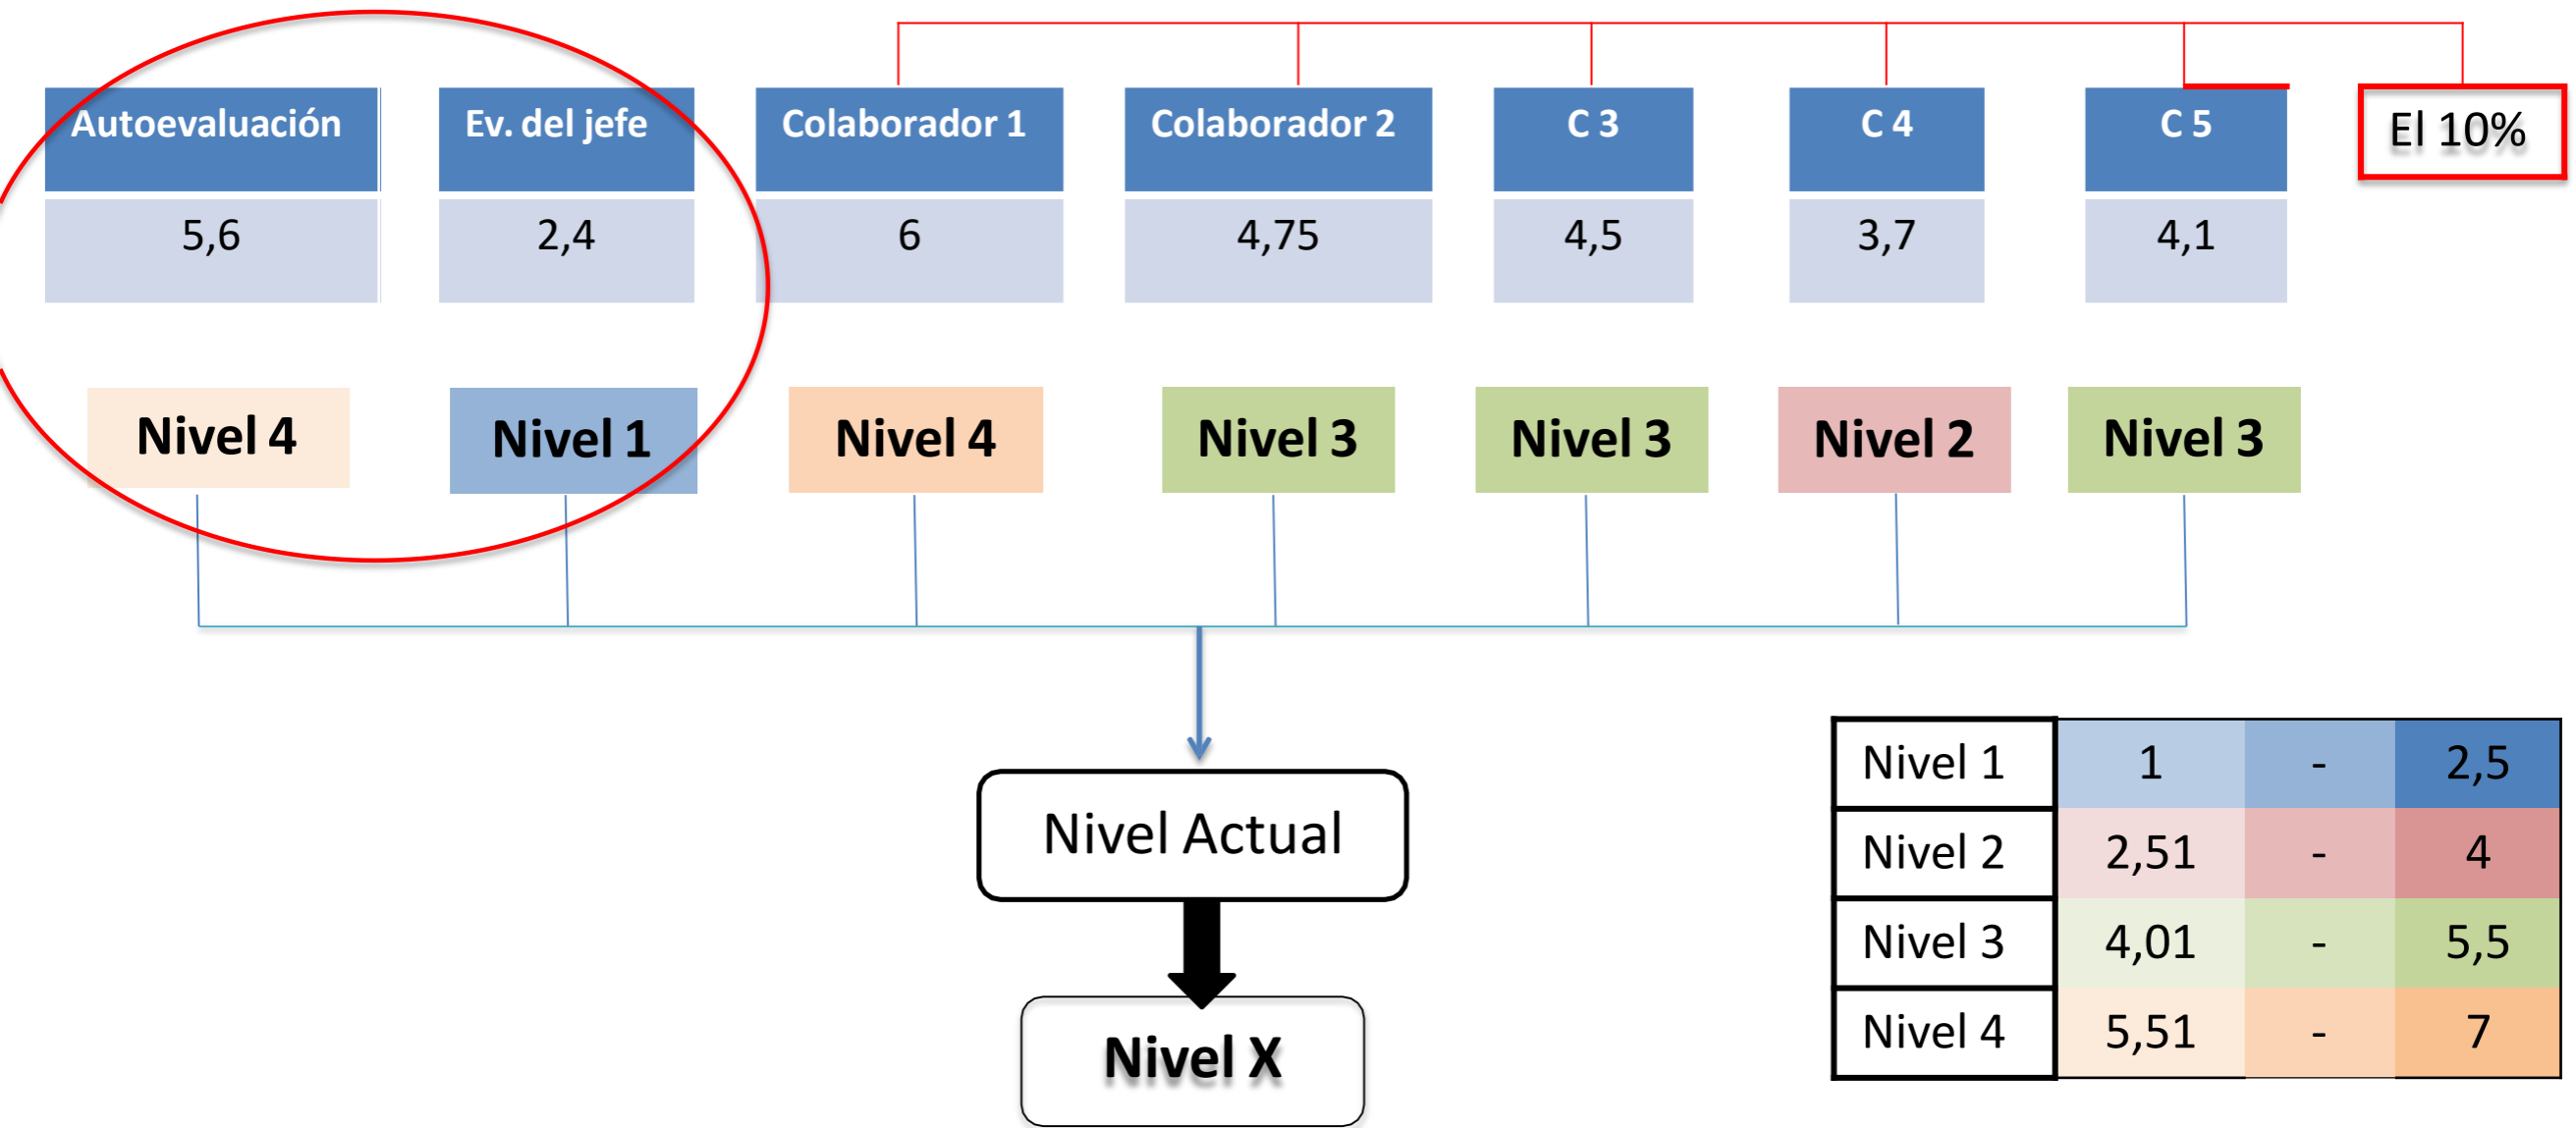 Autoevaluación Ev. del jefe Colaborador 1 Colaborador 2 C 3 C 4 C 5 El 10%
5,6 2,4 6 4,75 4,5 3,7 4,1
Nivel 4 Nivel 1 Nivel 4 Nivel 3 Nivel 3 Nivel 2 Nivel 3
Nivel Actual
Nivel X
Nivel 1 1 - 2,5
Nivel 2 2,51 - 4
Nivel 3 4,01 - 5,5
Nivel 4 5,51 - 7